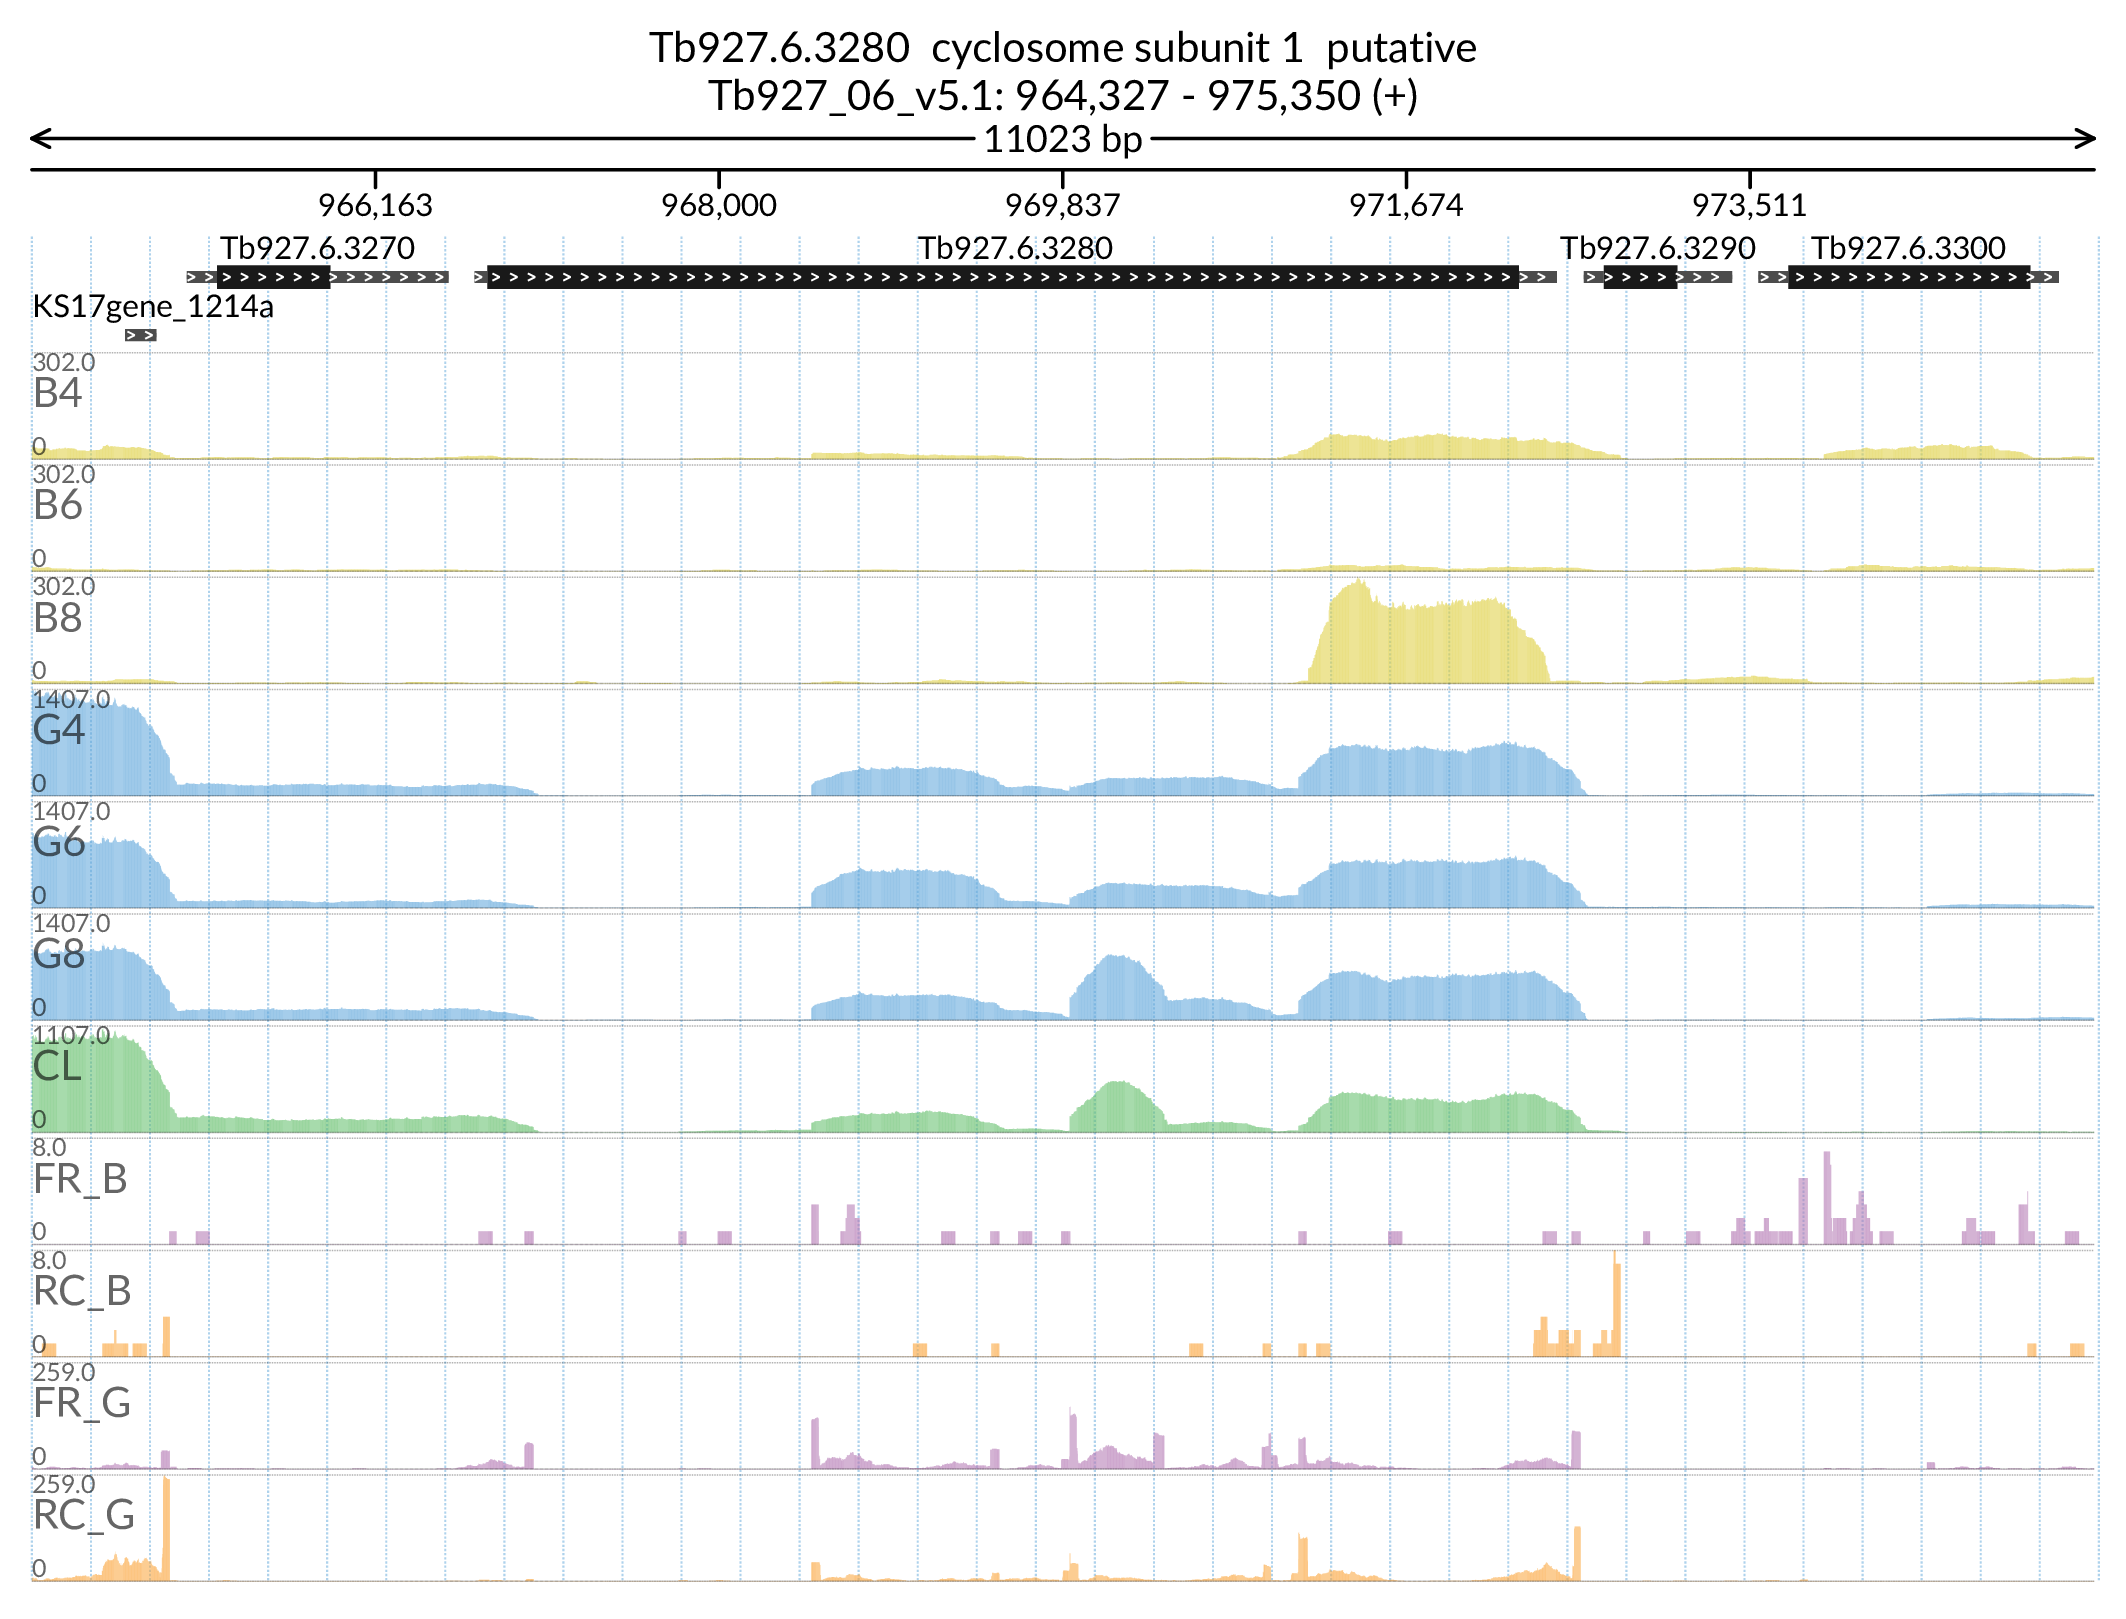 Tb927.6.3280  cyclosome subunit 1  putative
Tb927_06_v5.1: 964,327 - 975,350 (+)
11023 bp
966,163 968,000 969,837 971,674 973,511
Tb927.6.3270 Tb927.6.3280 Tb927.6.3290 Tb927.6.3300
KS17gene_1214a
302.0
B4
0
302.0
B6
0
302.0
B8
0
1407.0
G4
0
1407.0
G6
0
1407.0
G8
0
1107.0
CL
0
8.0
FR_B
0
8.0
RC_B
0
259.0
FR_G
0
259.0
RC_G
0